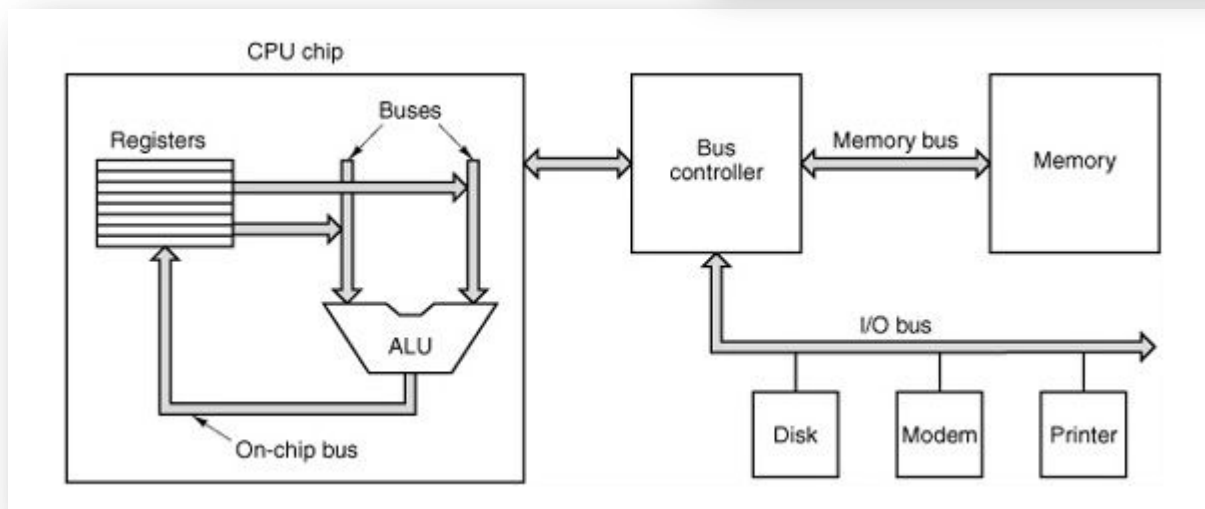 CPU chip
Buses
Registers
ALU
On-chip bus
Bus
controller
Memory bus
Memory
I/O bus
Disk
Modem
Printer